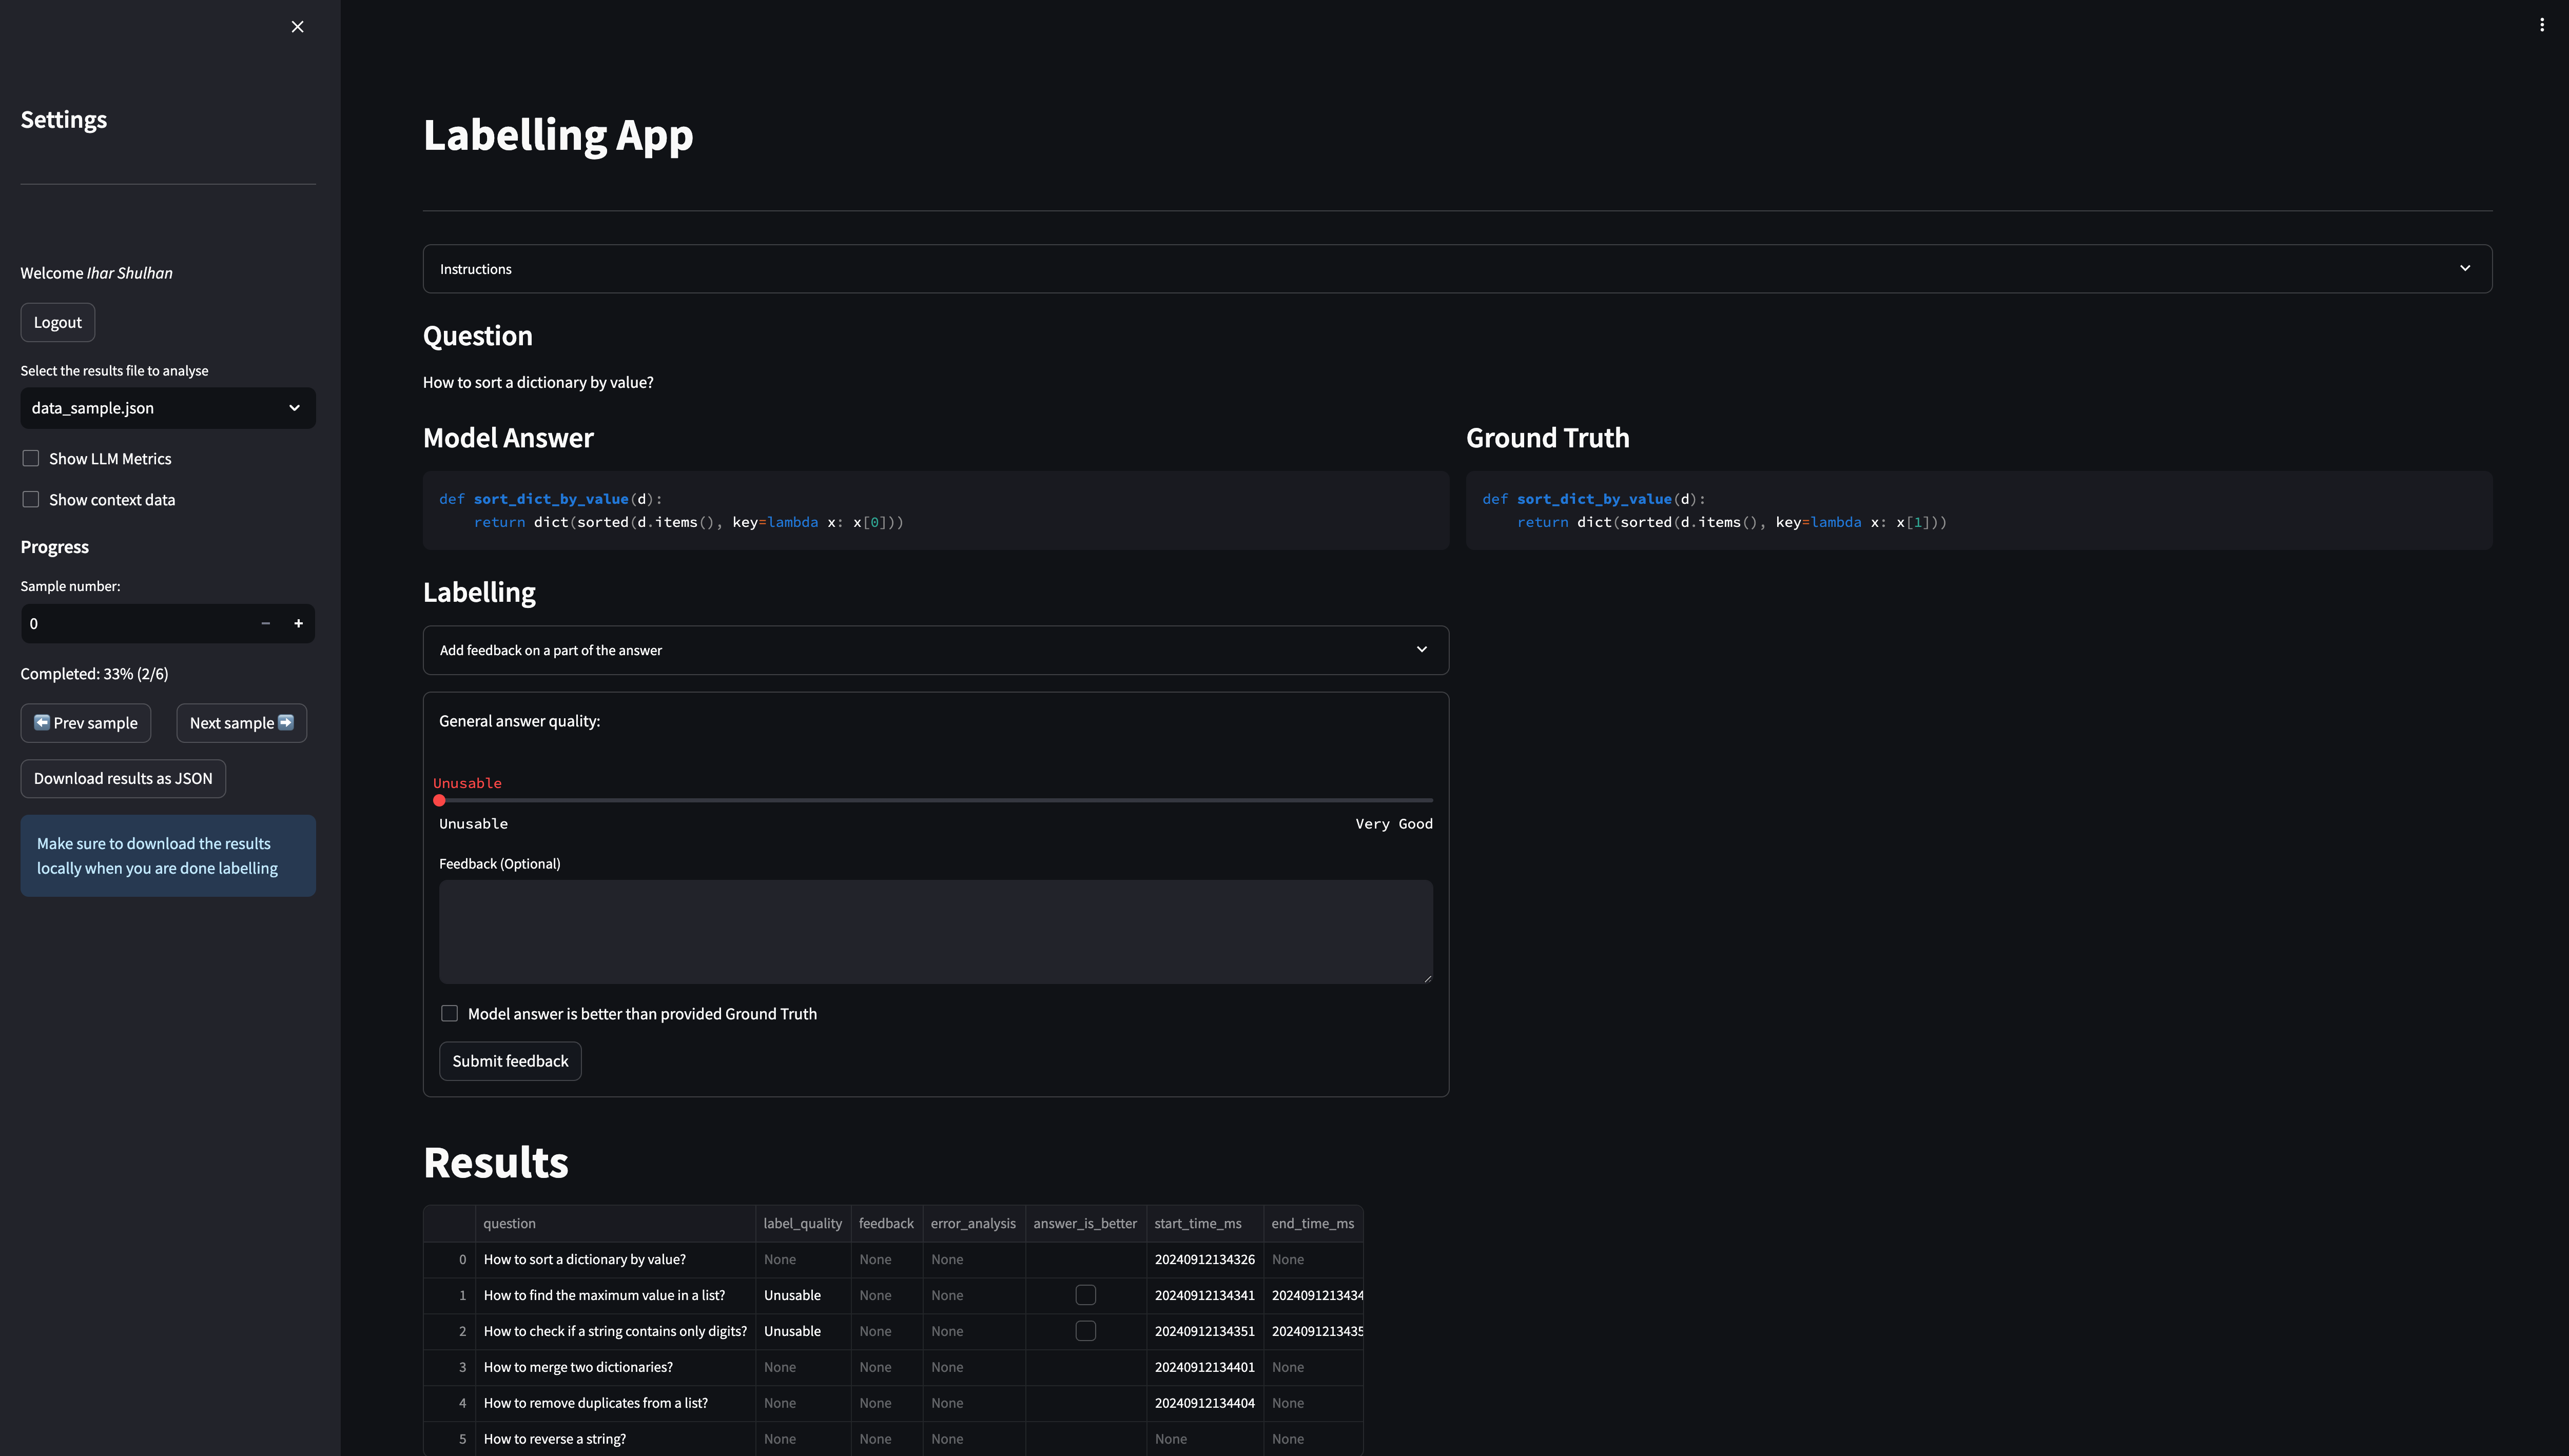 Settings
Welcome Ihar Shulhan
Logout
Select the results file to analyse
data_sample.json
Show LLM Metrics
Show context data
Progress
Sample number:
0
Completed: 33% (2/6)
⬅️ Prev sample
Next sample ➡️
Download results as JSON
Make sure to download the results
locally when you are done labelling
Labelling App
Instructions
Question
How to sort a dictionary by value?
Model Answer
def sort_dict_by_value(d):
    return dict(sorted(d.items(), key=lambda x: x[0]))
Ground Truth
def sort_dict_by_value(d):
    return dict(sorted(d.items(), key=lambda x: x[1]))
Labelling
Add feedback on a part of the answer
General answer quality:
Unusable
Unusable Very Good
Feedback (Optional)
Model answer is better than provided Ground Truth
Submit feedback
Results
question label_quality feedback error_analysis answer_is_better start_time_ms end_time_ms
0 How to sort a dictionary by value? None None None 20240912134326 None
1 How to find the maximum value in a list? Unusable None None 20240912134341 2024091213434
2 How to check if a string contains only digits? Unusable None None 20240912134351 2024091213435
3 How to merge two dictionaries? None None None 20240912134401 None
4 How to remove duplicates from a list? None None None 20240912134404 None
5 How to reverse a string? None None None None None